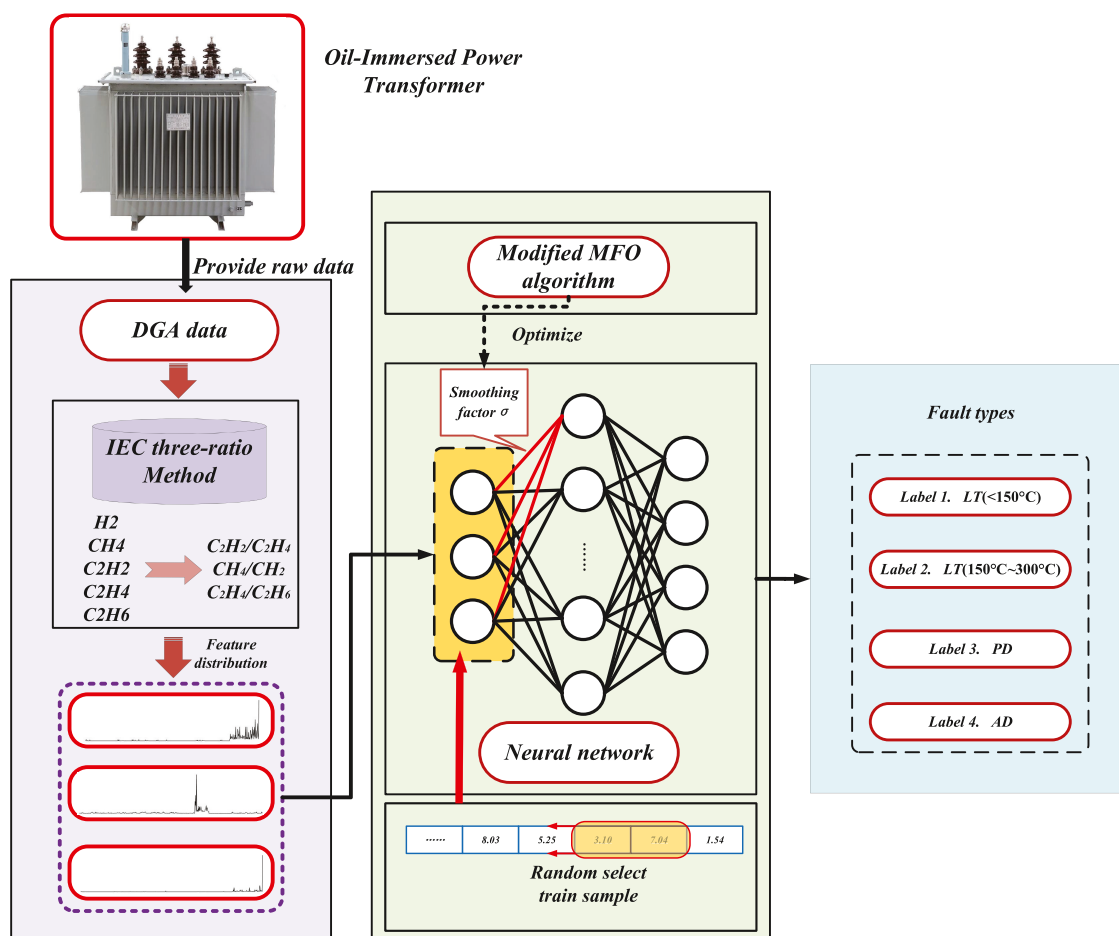 Oil-Immersed Power
Transformer
Provide raw data
DGA data
IEC three-ratio
Method
H2
CH4
C2H2
C2H4
C2H6
C₂H₂/C₂H₄
CH₄/CH₂
C₂H₄/C₂H₆
Feature
distribution
Modified MFO
algorithm
Optimize
Smoothing
factor σ
......
Neural network
...... 8.03 5.25 3.10 7.04 1.54
Random select
train sample
Fault types
Label 1. LT(<150°C)
Label 2. LT(150°C~300°C)
Label 3. PD
Label 4. AD